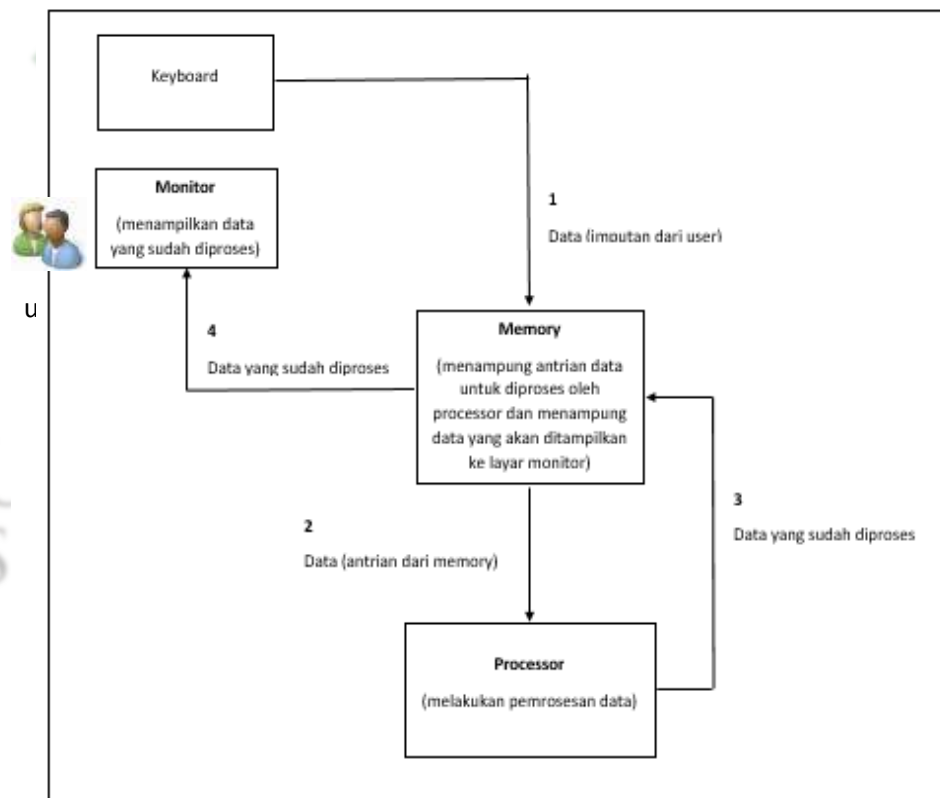 Keyboard
Monitor
(menampilkan data
yang sudah diproses)
1
Data (imputan dari user)
u
4
Data yang sudah diproses
Memory
(menampung antrian data
untuk diproses oleh
processor dan menampung
data yang akan ditampilkan
ke layar monitor)
2
Data (antrian dari memory)
3
Data yang sudah diproses
Processor
(melakukan pemrosesan data)